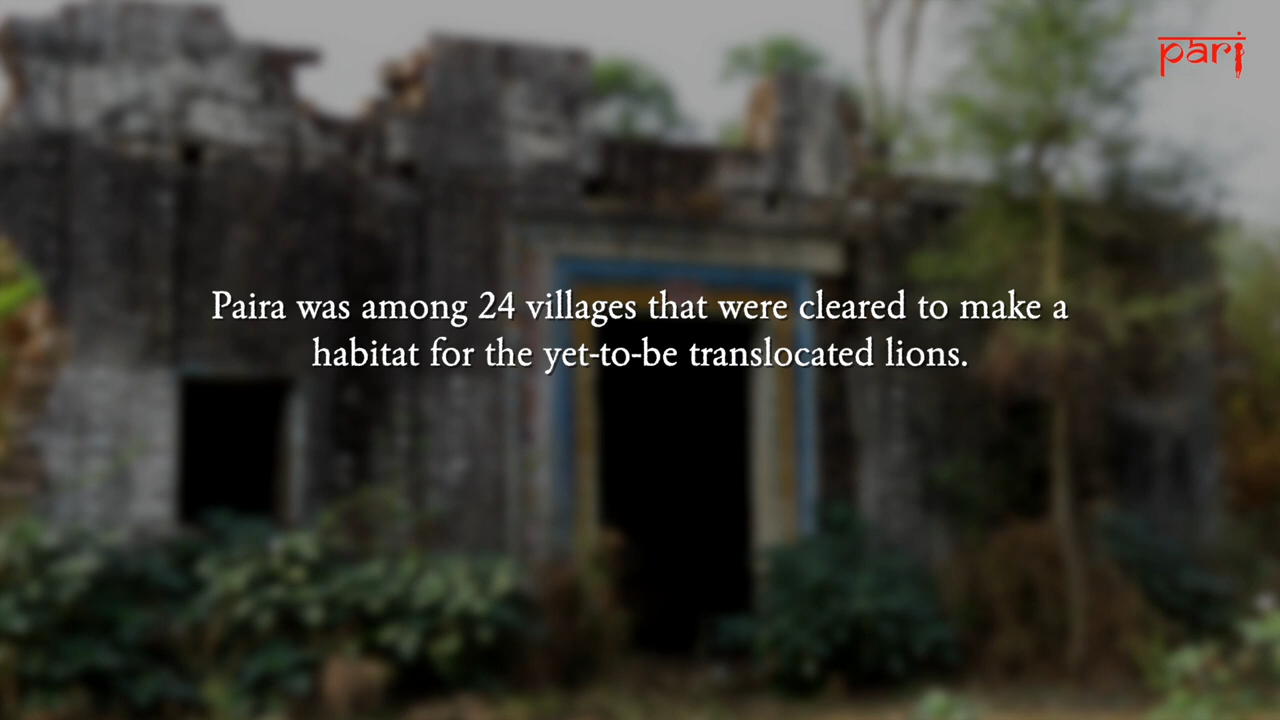 pari
Paira was among 24 villages that were cleared to make a
habitat for the yet-to-be translocated lions.